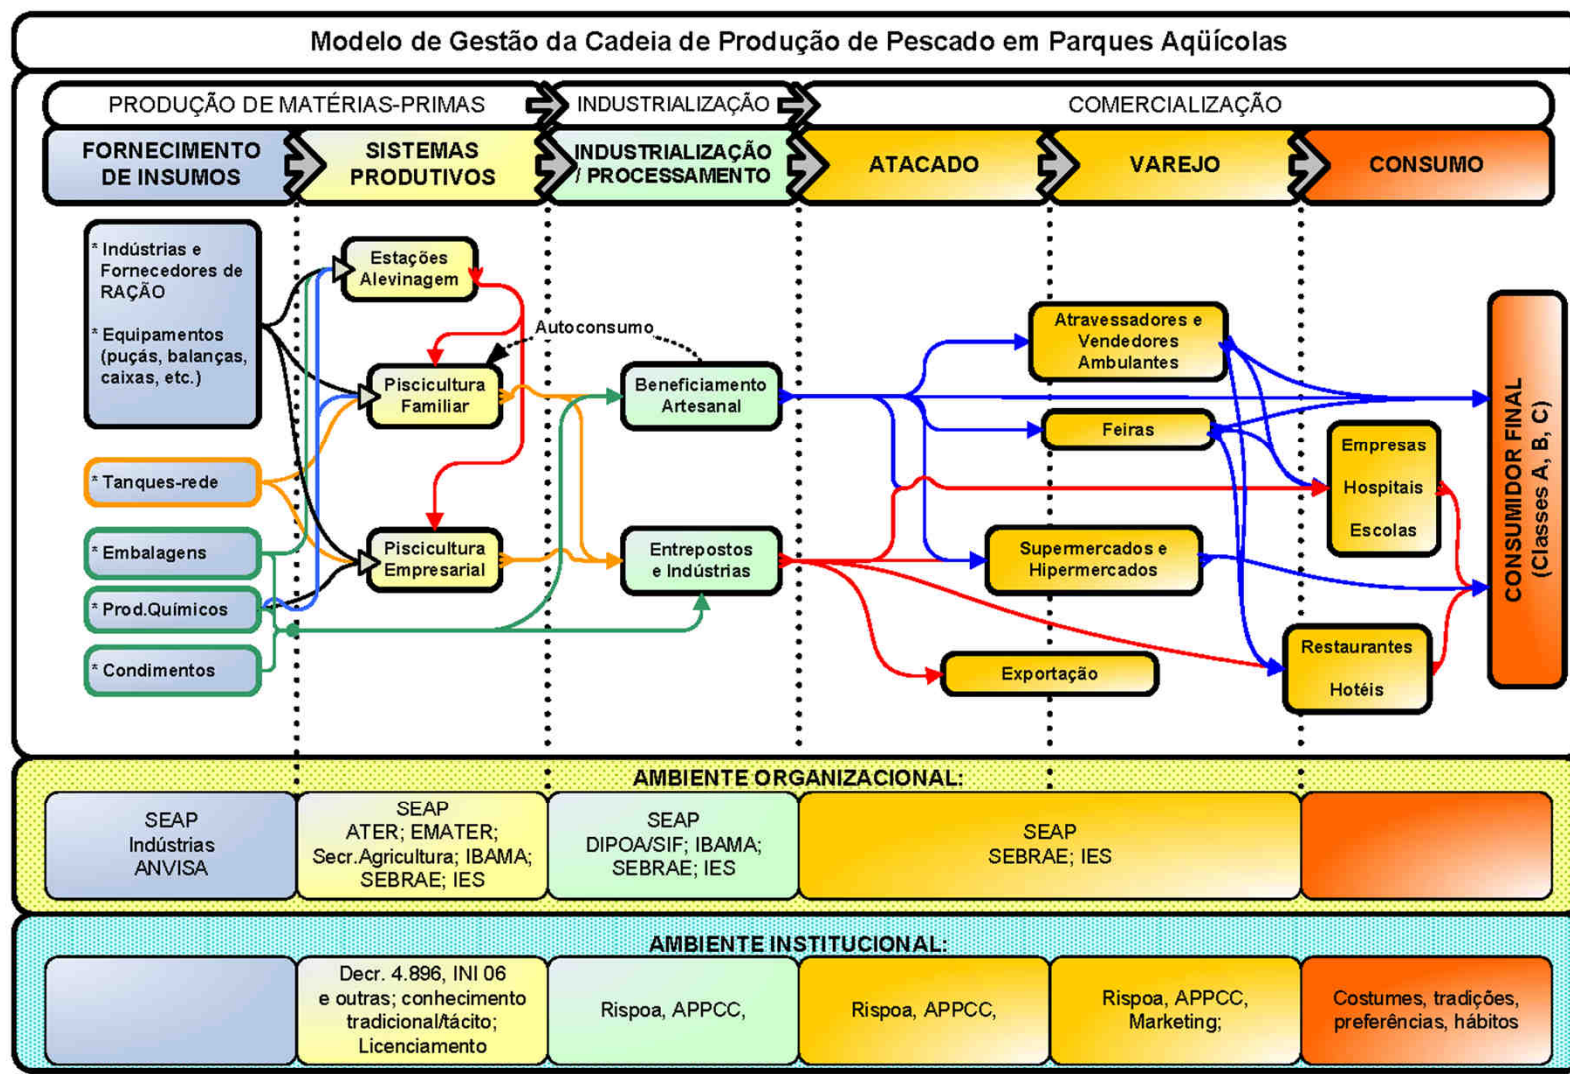 Modelo de Gestão da Cadeia de Produção de Pescado em Parques Aqüícolas
PRODUÇÃO DE MATÉRIAS-PRIMAS
INDUSTRIALIZAÇÃO
COMERCIALIZAÇÃO
FORNECIMENTO
DE INSUMOS
SISTEMAS
PRODUTIVOS
INDUSTRIALIZAÇÃO
/ PROCESSAMENTO
ATACADO
VAREJO
CONSUMO
* Indústrias e
Fornecedores de
RAÇÃO
* Equipamentos
(puçás, balanças,
caixas, etc.)
* Tanques-rede
* Embalagens
* Prod.Químicos
* Condimentos
Estações
Alevinagem
Piscicultura
Familiar
Piscicultura
Empresarial
Autoconsumo
Beneficiamento
Artesanal
Entrepostos
e Indústrias
Atravessadores e
Vendedores
Ambulantes
Feiras
Supermercados e
Hipermercados
Exportação
Empresas
Hospitais
Escolas
Restaurantes
Hotéis
CONSUMIDOR FINAL
(Classes A, B, C)
AMBIENTE ORGANIZACIONAL:
SEAP
Indústrias
ANVISA
SEAP
ATER; EMATER;
Secr.Agricultura; IBAMA;
SEBRAE; IES
SEAP
DIPOA/SIF; IBAMA;
SEBRAE; IES
SEAP
SEBRAE; IES
AMBIENTE INSTITUCIONAL:
Decr. 4.896, INI 06
e outras; conhecimento
tradicional/tácito;
Licenciamento
Rispoa, APPCC,
Rispoa, APPCC,
Rispoa, APPCC,
Marketing;
Costumes, tradições,
preferências, hábitos